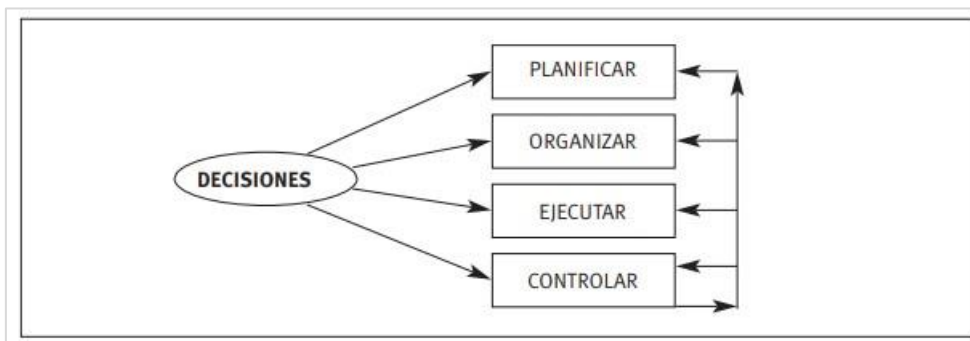 PLANIFICAR
ORGANIZAR
DECISIONES
EJECUTAR
CONTROLAR